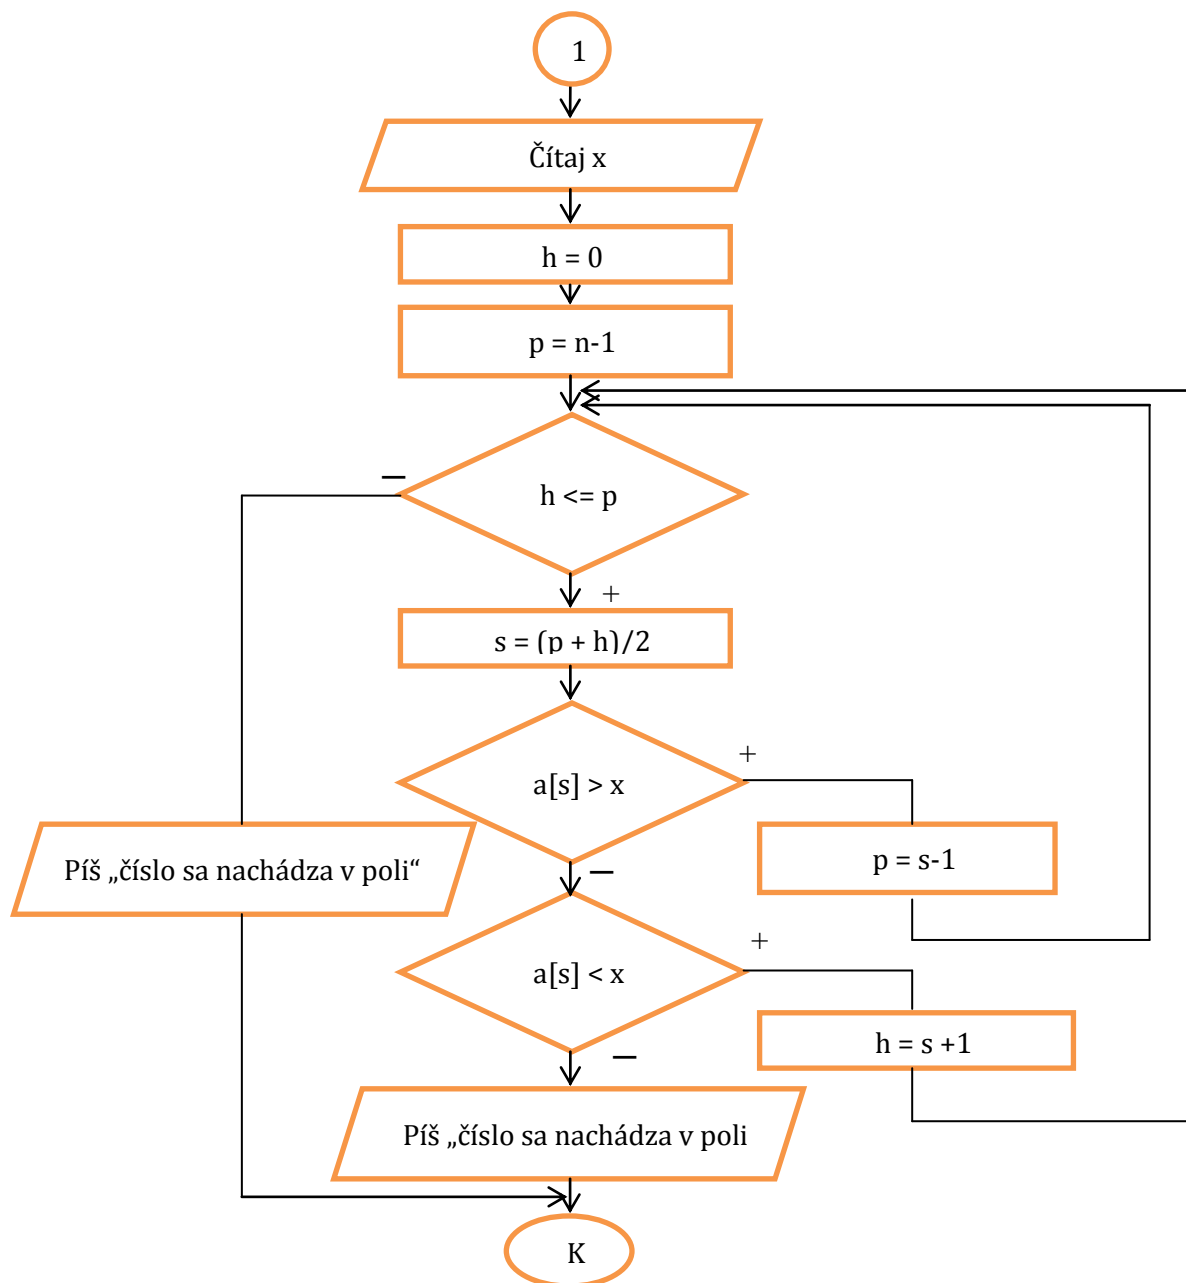 1
Čítaj x
h = 0
p = n-1
–
h <= p
+
s = (p + h)/2
+
a[s] > x
Píš „číslo sa nachádza v poli“
p = s-1
–
+
a[s] < x
h = s +1
–
Píš „číslo sa nachádza v poli
K